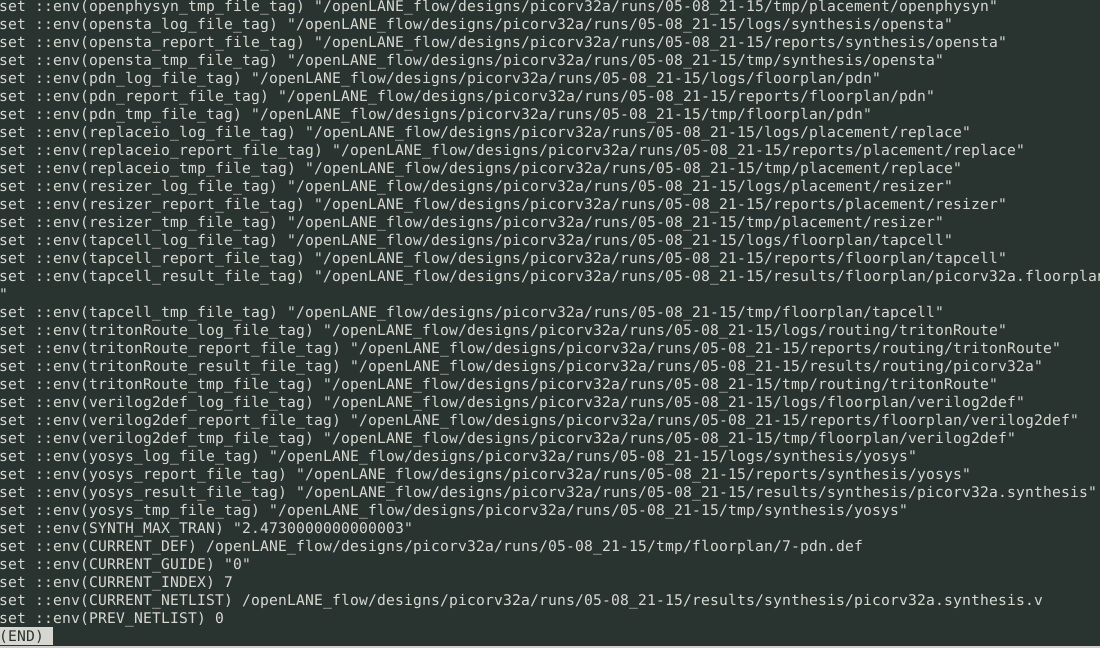 set ::env(openphysyn_tmp_file_tag) "/openLANE_flow/designs/picorv32a/runs/05-08_21-15/tmp/placement/openphysyn"
set ::env(opensta_log_file_tag) "/openLANE_flow/designs/picorv32a/runs/05-08_21-15/logs/synthesis/opensta"
set ::env(opensta_report_file_tag) "/openLANE_flow/designs/picorv32a/runs/05-08_21-15/reports/synthesis/opensta"
set ::env(opensta_tmp_file_tag) "/openLANE_flow/designs/picorv32a/runs/05-08_21-15/tmp/synthesis/opensta"
set ::env(pdn_log_file_tag) "/openLANE_flow/designs/picorv32a/runs/05-08_21-15/logs/floorplan/pdn"
set ::env(pdn_report_file_tag) "/openLANE_flow/designs/picorv32a/runs/05-08_21-15/reports/floorplan/pdn"
set ::env(pdn_tmp_file_tag) "/openLANE_flow/designs/picorv32a/runs/05-08_21-15/tmp/floorplan/pdn"
set ::env(replaceio_log_file_tag) "/openLANE_flow/designs/picorv32a/runs/05-08_21-15/logs/placement/replace"
set ::env(replaceio_report_file_tag) "/openLANE_flow/designs/picorv32a/runs/05-08_21-15/reports/placement/replace"
set ::env(replaceio_tmp_file_tag) "/openLANE_flow/designs/picorv32a/runs/05-08_21-15/tmp/placement/replace"
set ::env(resizer_log_file_tag) "/openLANE_flow/designs/picorv32a/runs/05-08_21-15/logs/placement/resizer"
set ::env(resizer_report_file_tag) "/openLANE_flow/designs/picorv32a/runs/05-08_21-15/reports/placement/resizer"
set ::env(resizer_tmp_file_tag) "/openLANE_flow/designs/picorv32a/runs/05-08_21-15/tmp/placement/resizer"
set ::env(tapcell_log_file_tag) "/openLANE_flow/designs/picorv32a/runs/05-08_21-15/logs/floorplan/tapcell"
set ::env(tapcell_report_file_tag) "/openLANE_flow/designs/picorv32a/runs/05-08_21-15/reports/floorplan/tapcell"
set ::env(tapcell_result_file_tag) "/openLANE_flow/designs/picorv32a/runs/05-08_21-15/results/floorplan/picorv32a.floorplan
"
set ::env(tapcell_tmp_file_tag) "/openLANE_flow/designs/picorv32a/runs/05-08_21-15/tmp/floorplan/tapcell"
set ::env(tritonRoute_log_file_tag) "/openLANE_flow/designs/picorv32a/runs/05-08_21-15/logs/routing/tritonRoute"
set ::env(tritonRoute_report_file_tag) "/openLANE_flow/designs/picorv32a/runs/05-08_21-15/reports/routing/tritonRoute"
set ::env(tritonRoute_result_file_tag) "/openLANE_flow/designs/picorv32a/runs/05-08_21-15/results/routing/picorv32a"
set ::env(tritonRoute_tmp_file_tag) "/openLANE_flow/designs/picorv32a/runs/05-08_21-15/tmp/routing/tritonRoute"
set ::env(verilog2def_log_file_tag) "/openLANE_flow/designs/picorv32a/runs/05-08_21-15/logs/floorplan/verilog2def"
set ::env(verilog2def_report_file_tag) "/openLANE_flow/designs/picorv32a/runs/05-08_21-15/reports/floorplan/verilog2def"
set ::env(verilog2def_tmp_file_tag) "/openLANE_flow/designs/picorv32a/runs/05-08_21-15/tmp/floorplan/verilog2def"
set ::env(yosys_log_file_tag) "/openLANE_flow/designs/picorv32a/runs/05-08_21-15/logs/synthesis/yosys"
set ::env(yosys_report_file_tag) "/openLANE_flow/designs/picorv32a/runs/05-08_21-15/reports/synthesis/yosys"
set ::env(yosys_result_file_tag) "/openLANE_flow/designs/picorv32a/runs/05-08_21-15/results/synthesis/picorv32a.synthesis"
set ::env(yosys_tmp_file_tag) "/openLANE_flow/designs/picorv32a/runs/05-08_21-15/tmp/synthesis/yosys"
set ::env(SYNTH_MAX_TRAN) "2.4730000000000003"
set ::env(CURRENT_DEF) /openLANE_flow/designs/picorv32a/runs/05-08_21-15/tmp/floorplan/7-pdn.def
set ::env(CURRENT_GUIDE) "0"
set ::env(CURRENT_INDEX) 7
set ::env(CURRENT_NETLIST) /openLANE_flow/designs/picorv32a/runs/05-08_21-15/results/synthesis/picorv32a.synthesis.v
set ::env(PREV_NETLIST) 0
(END)